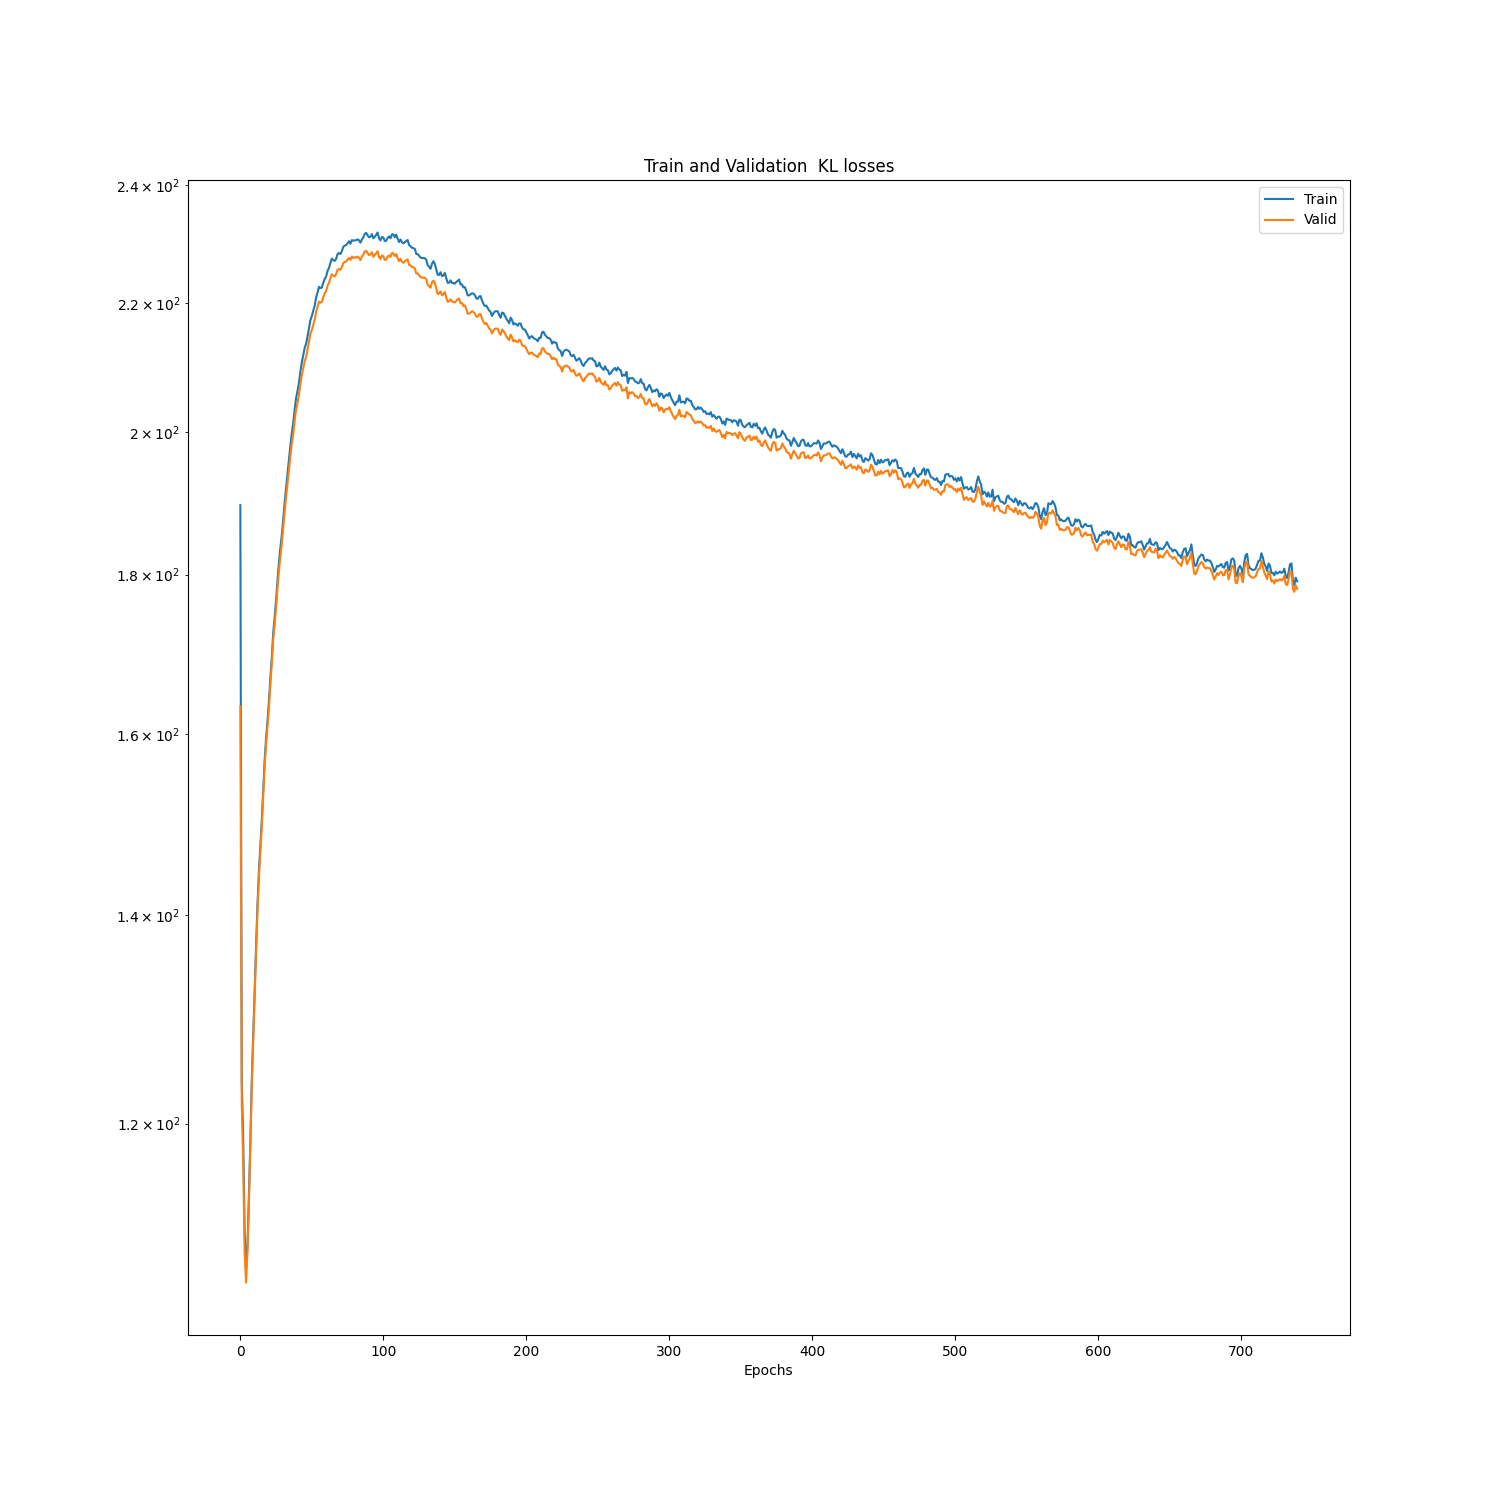 Train and Validation  KL losses
Train
Valid
2.4 × 10²
2.2 × 10²
2 × 10²
1.8 × 10²
1.6 × 10²
1.4 × 10²
1.2 × 10²
0 100 200 300 400 500 600 700
Epochs